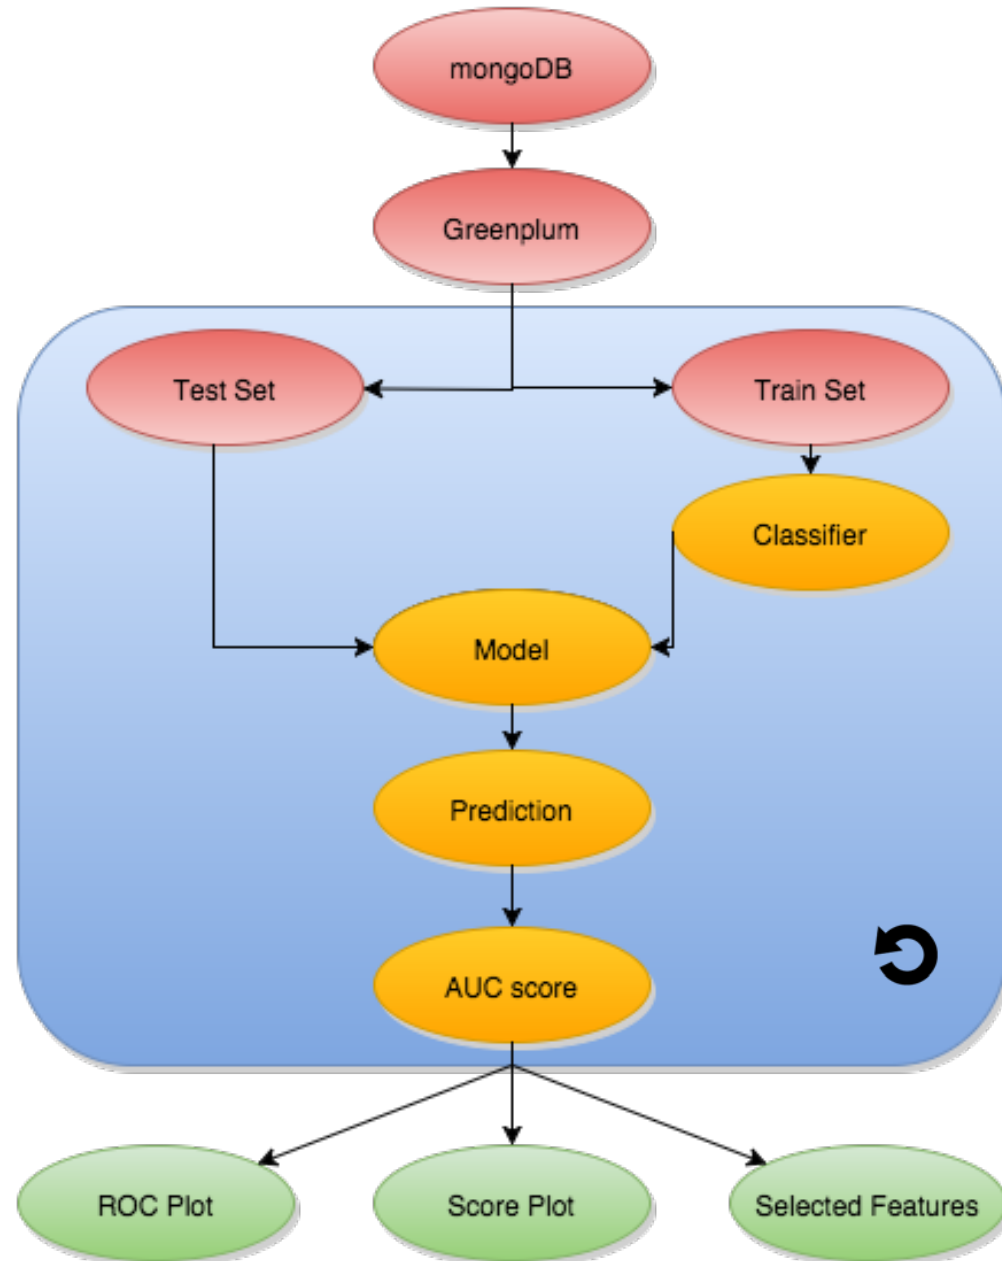 mongoDB
Greenplum
Test Set
Train Set
Classifier
Model
Prediction
AUC score
ROC Plot
Score Plot
Selected Features